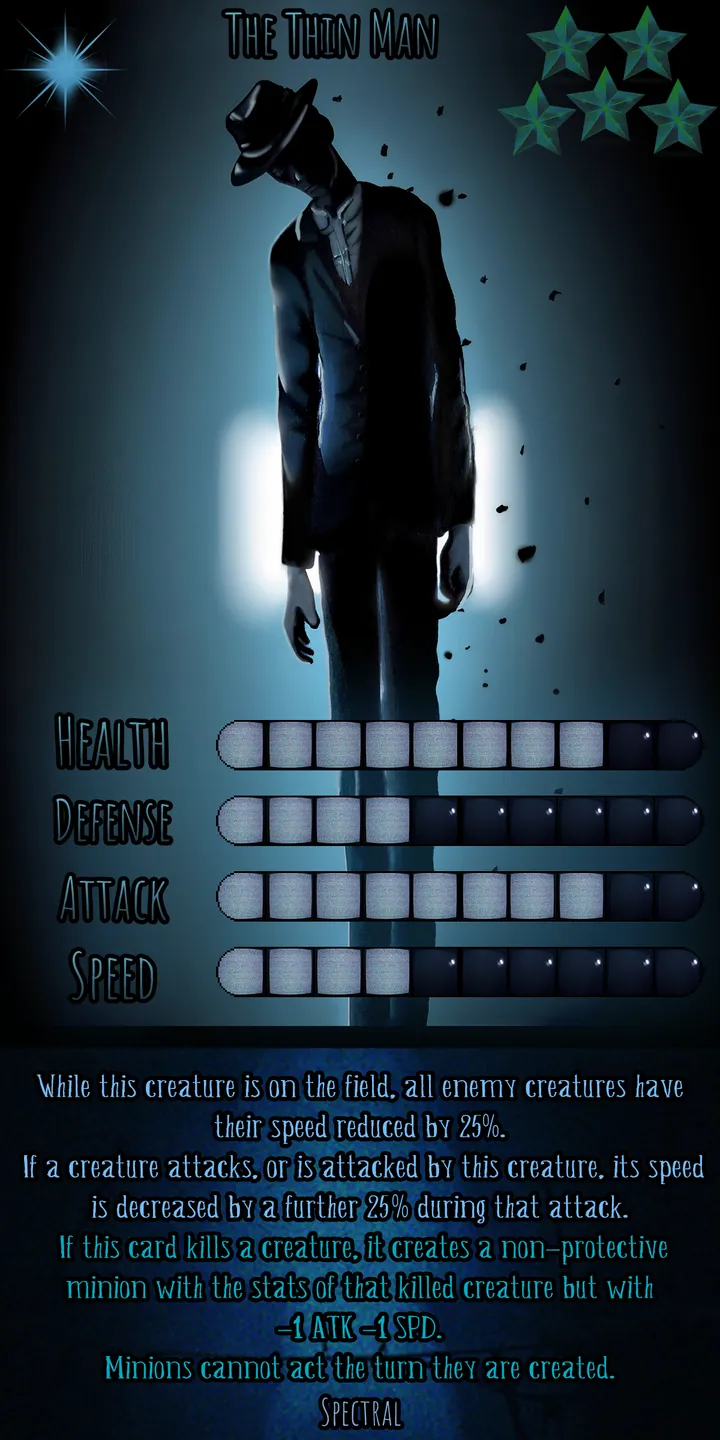 The Thin Man
Health
Defense
Attack
Speed
While this creature is on the field, all enemy creatures have
their speed reduced by 25%.
If a creature attacks, or is attacked by this creature, its speed
is decreased by a further 25% during that attack.
If this card kills a creature, it creates a non-protective
minion with the stats of that killed creature but with
-1 ATK -1 SPD.
Minions cannot act the turn they are created.
Spectral